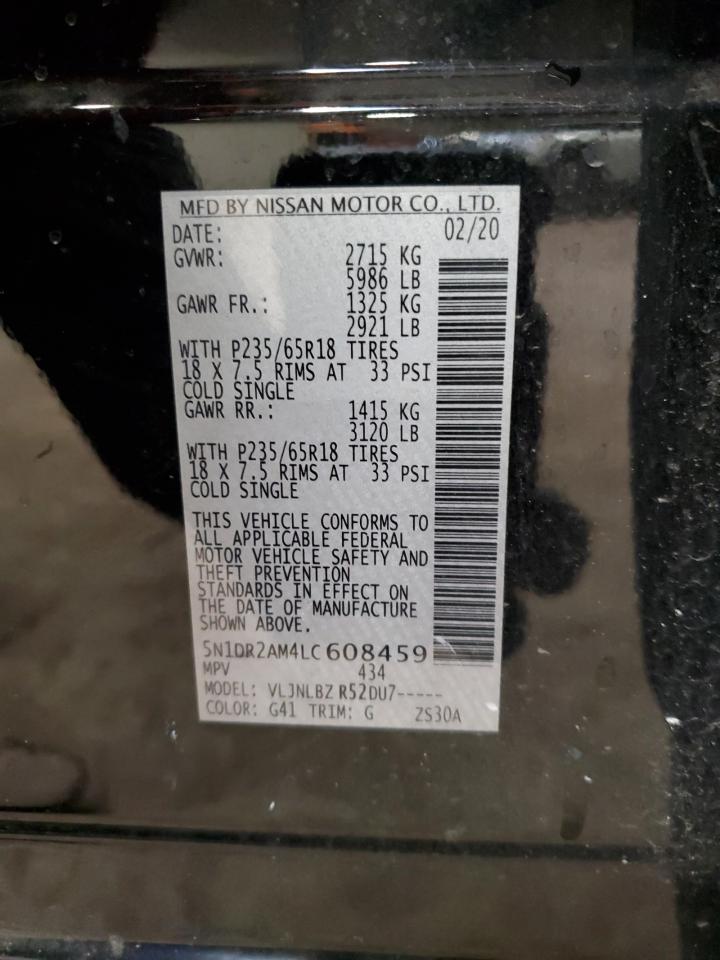 MFD BY NISSAN MOTOR CO., LTD.
DATE: 02/20
GVWR: 2715 KG
5986 LB
GAWR FR.: 1325 KG
2921 LB
WITH P235/65R18 TIRES
18 X 7.5 RIMS AT 33 PSI
COLD SINGLE
GAWR RR.: 1415 KG
3120 LB
WITH P235/65R18 TIRES
18 X 7.5 RIMS AT 33 PSI
COLD SINGLE
THIS VEHICLE CONFORMS TO
ALL APPLICABLE FEDERAL
MOTOR VEHICLE SAFETY AND
THEFT PREVENTION
STANDARDS IN EFFECT ON
THE DATE OF MANUFACTURE
SHOWN ABOVE.
5N1DR2AM4LC608459
MPV 434
MODEL: VLJNLBZ R52DU7-----
COLOR: G41 TRIM: G ZS30A